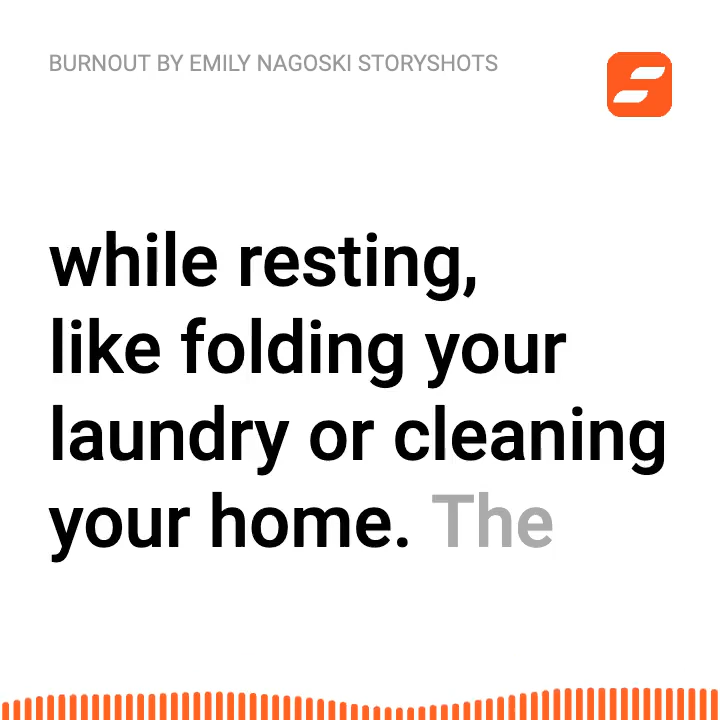 BURNOUT BY EMILY NAGOSKI STORYSHOTS
while resting,
like folding your
laundry or cleaning
your home. The